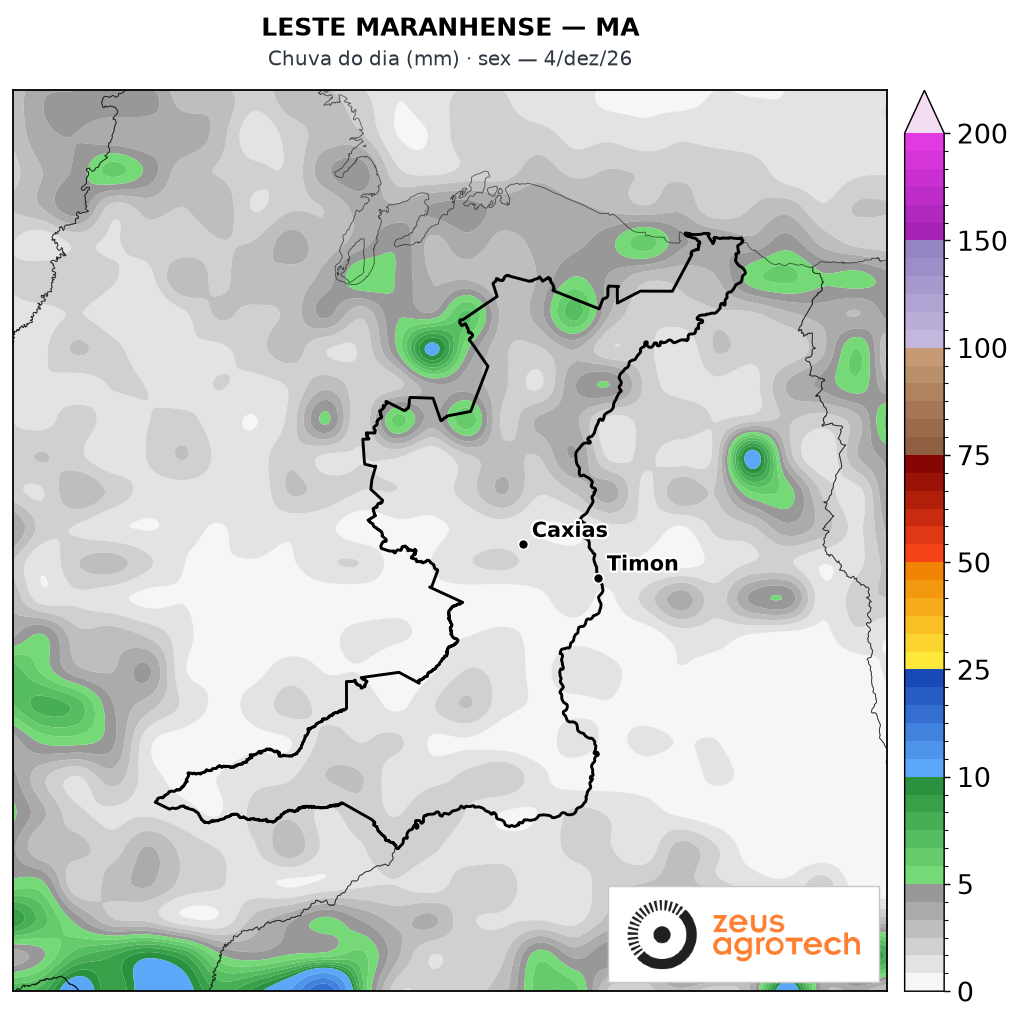 LESTE MARANHENSE — MA
Chuva do dia (mm) · sex — 4/dez/26
200
150
100
75
50
25
10
5
0
Caxias
Timon
zeus
agrotech